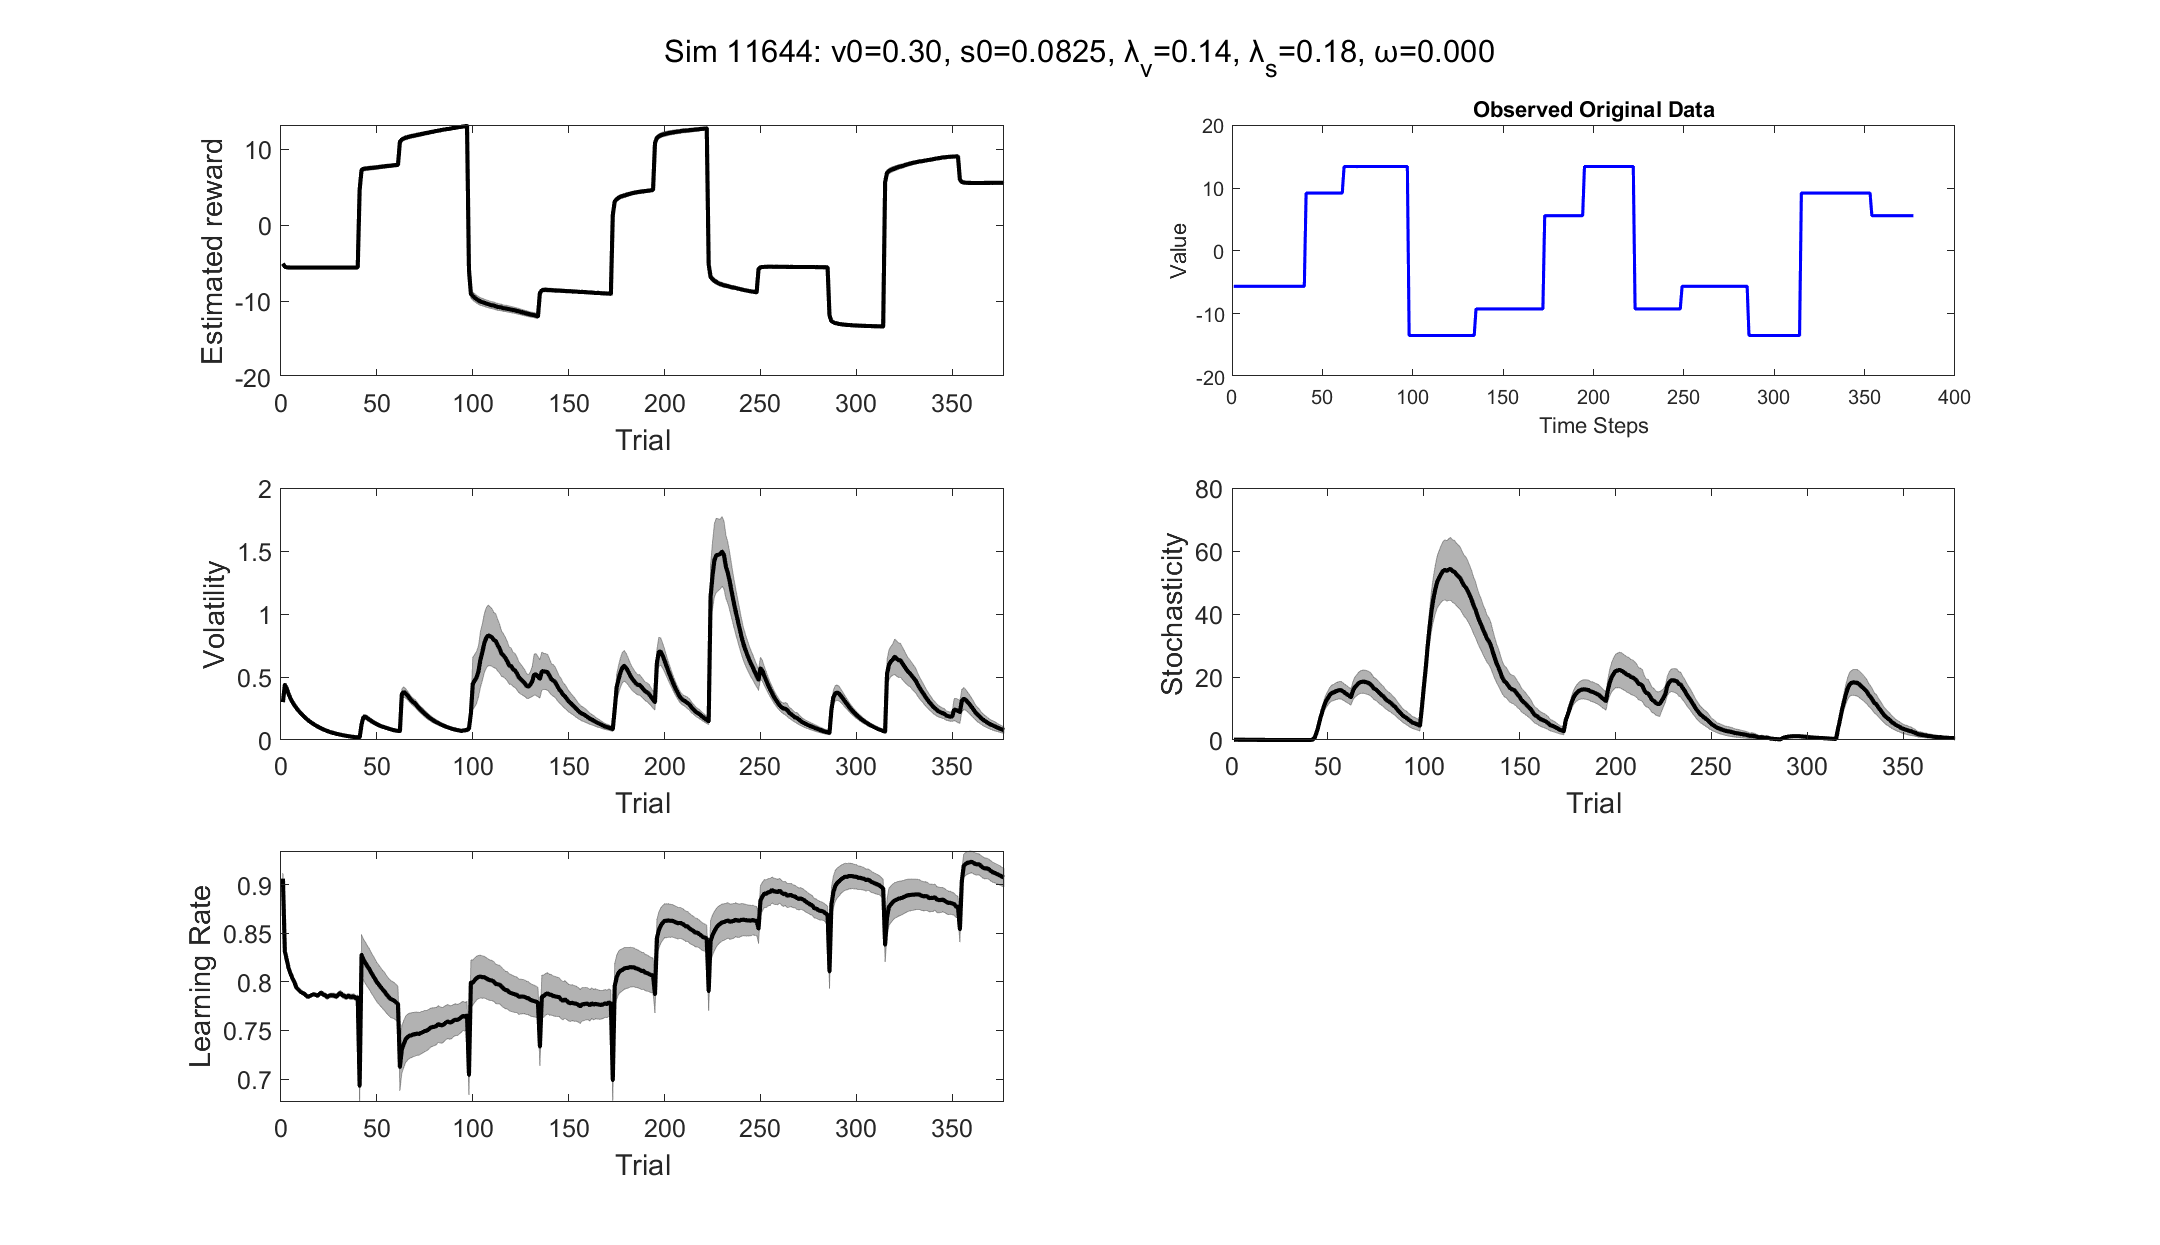 Sim 11644: v0=0.30, s0=0.0825, λ_v=0.14, λ_s=0.18, ω=0.000
Estimated reward
10
0
-10
-20
0 50 100 150 200 250 300 350
Trial
Observed Original Data
Value
20
10
0
-10
-20
0 50 100 150 200 250 300 350 400
Time Steps
Volatility
2
1.5
1
0.5
0
0 50 100 150 200 250 300 350
Trial
Stochasticity
80
60
40
20
0
0 50 100 150 200 250 300 350
Trial
Learning Rate
0.9
0.85
0.8
0.75
0.7
0 50 100 150 200 250 300 350
Trial